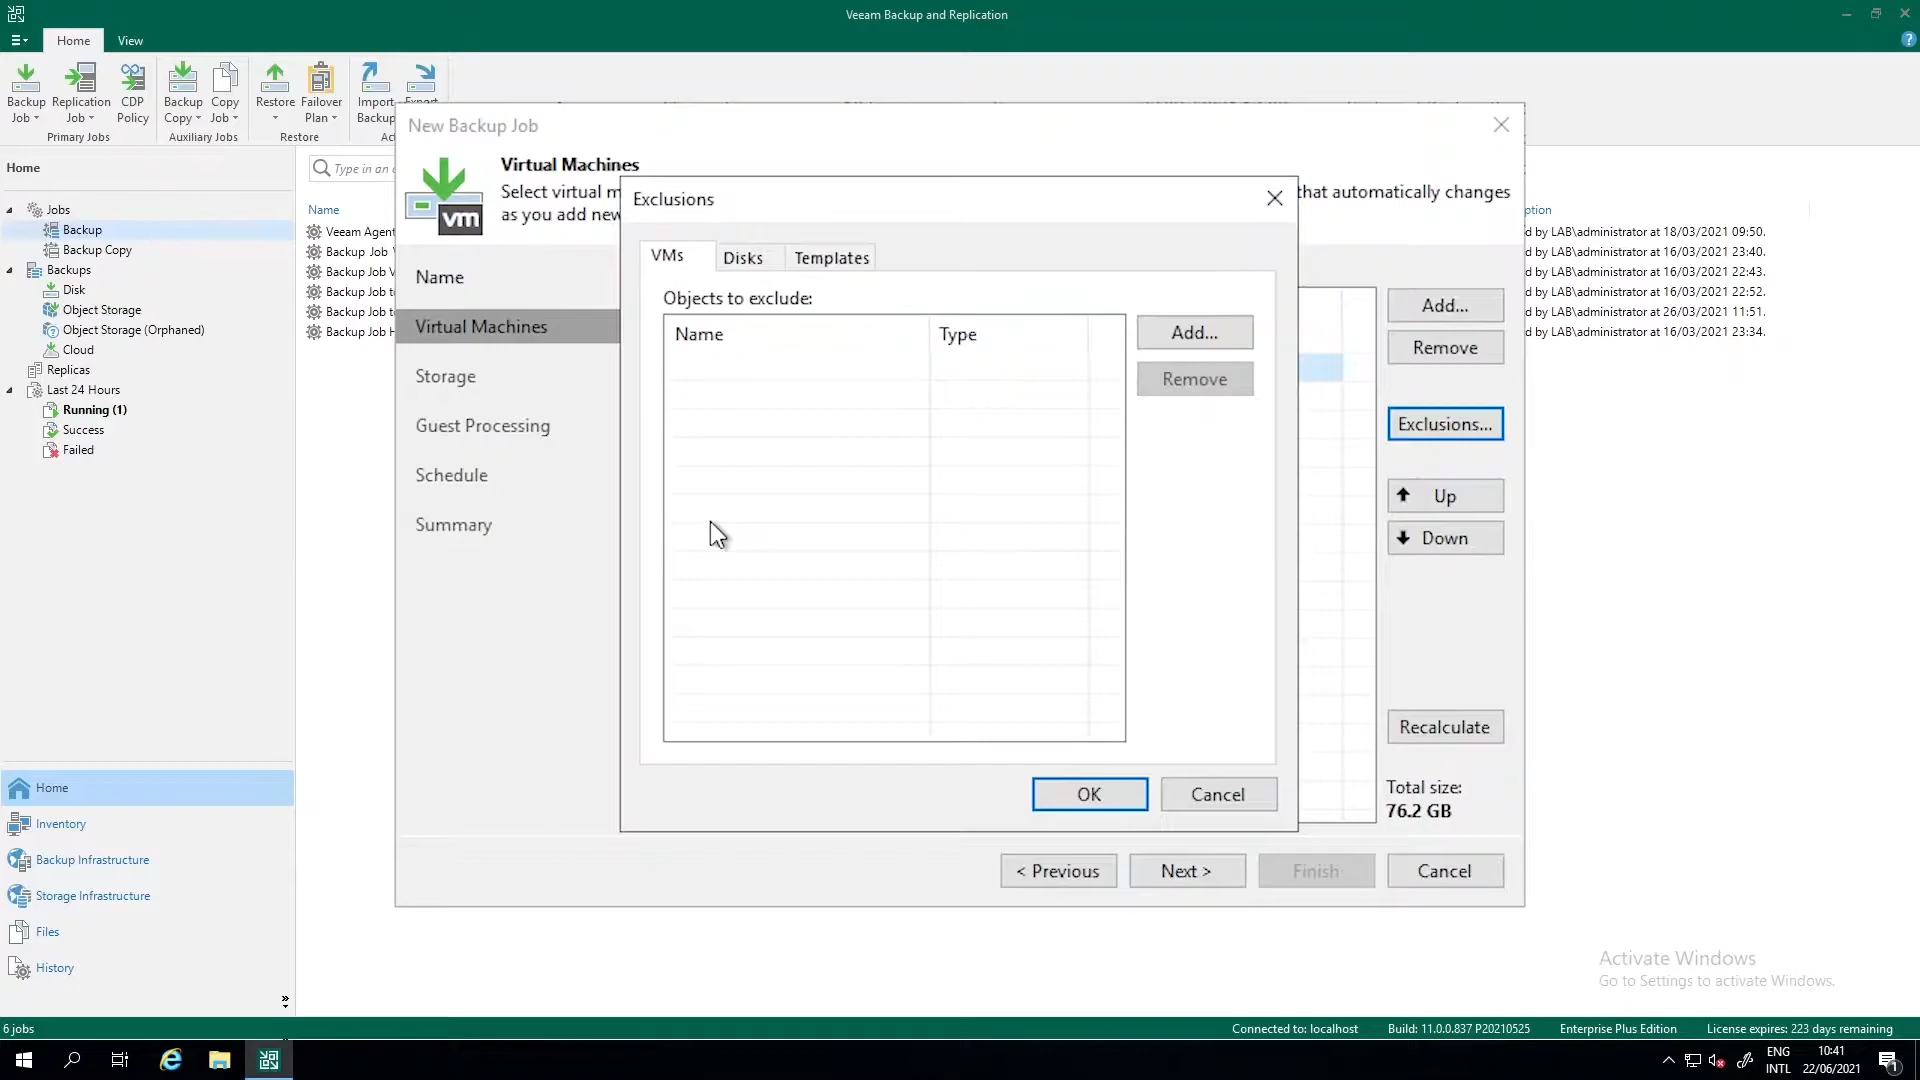 Veeam Backup and Replication
Home
View
Backup
Job
Replication
Job
CDP
Policy
Backup
Copy
Copy
Job
Restore
Failover
Plan
Import
Backup
Export
Primary Jobs
Auxiliary Jobs
Restore
Home
Type in an
Jobs
Backup
Backup Copy
Backups
Disk
Object Storage
Object Storage (Orphaned)
Cloud
Replicas
Last 24 Hours
Running (1)
Success
Failed
Home
Inventory
Backup Infrastructure
Storage Infrastructure
Files
History
Name
Veeam Agent
Backup Job
Backup Job V
Backup Job
Backup Job
Backup Job
d by LAB\administrator at 18/03/2021 09:50.
d by LAB\administrator at 16/03/2021 23:40.
d by LAB\administrator at 16/03/2021 22:43.
d by LAB\administrator at 16/03/2021 22:52.
d by LAB\administrator at 26/03/2021 11:51.
d by LAB\administrator at 16/03/2021 23:34.
New Backup Job
vm
Virtual Machines
Select virtual
that automatically changes
as you add new
Name
Virtual Machines
Storage
Guest Processing
Schedule
Summary
Exclusions
VMs
Disks
Templates
Objects to exclude:
Name
Type
Add...
Remove
OK
Cancel
Add...
Remove
Exclusions...
Up
Down
Recalculate
Total size:
76.2 GB
< Previous
Next >
Finish
Cancel
Activate Windows
Go to Settings to activate Windows.
6 jobs
Connected to: localhost
Build: 11.0.0.837 P20210525
Enterprise Plus Edition
License expires: 223 days remaining
ENG
INTL
10:41
22/06/2021
1